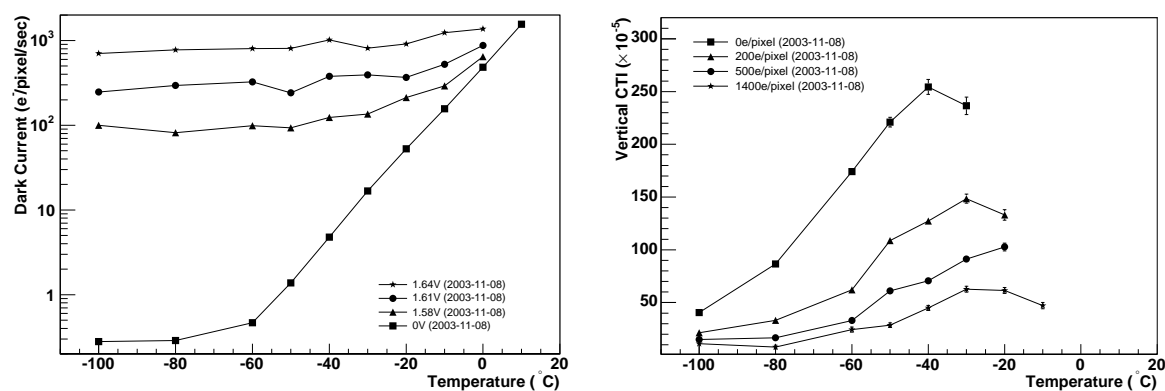 Dark Current (e⁻/pixel/sec)
10³
10²
10
1
1.64V (2003-11-08)
1.61V (2003-11-08)
1.58V (2003-11-08)
0V (2003-11-08)
-100 -80 -60 -40 -20 0 20
Temperature (°C)
Vertical CTI (× 10⁻⁵)
300
250
200
150
100
50
0e/pixel (2003-11-08)
200e/pixel (2003-11-08)
500e/pixel (2003-11-08)
1400e/pixel (2003-11-08)
-100 -80 -60 -40 -20 0 20
Temperature (°C)